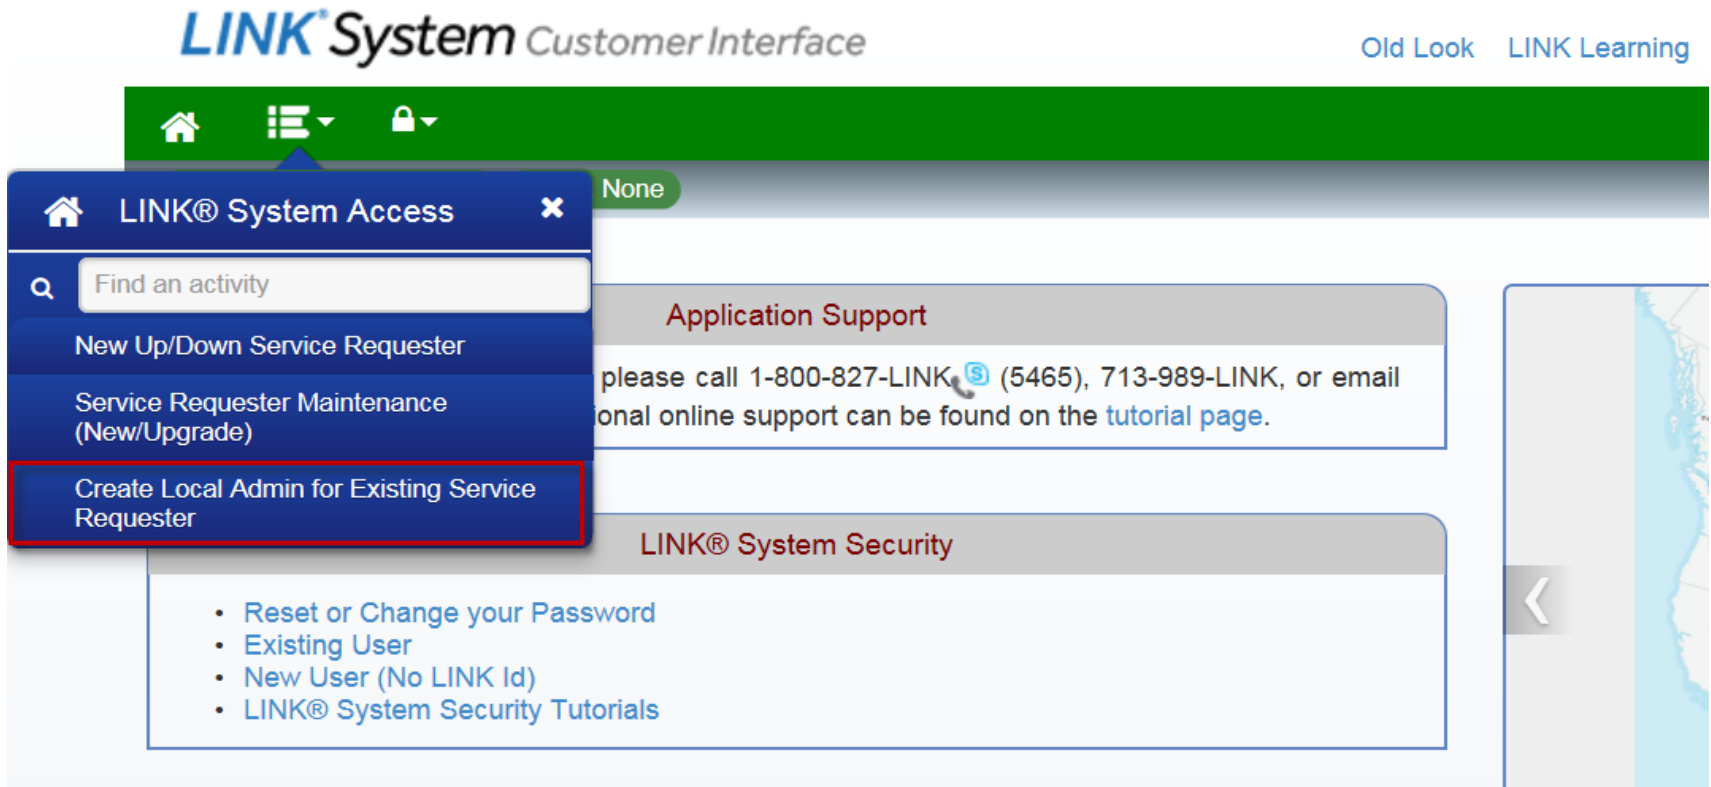 LINK® System Customer Interface
Old Look LINK Learning
LINK® System Access
None
Find an activity
New Up/Down Service Requester
Service Requester Maintenance
(New/Upgrade)
Create Local Admin for Existing Service
Requester
Application Support
please call 1-800-827-LINK (5465), 713-989-LINK, or email
ional online support can be found on the tutorial page.
LINK® System Security
• Reset or Change your Password
• Existing User
• New User (No LINK Id)
• LINK® System Security Tutorials